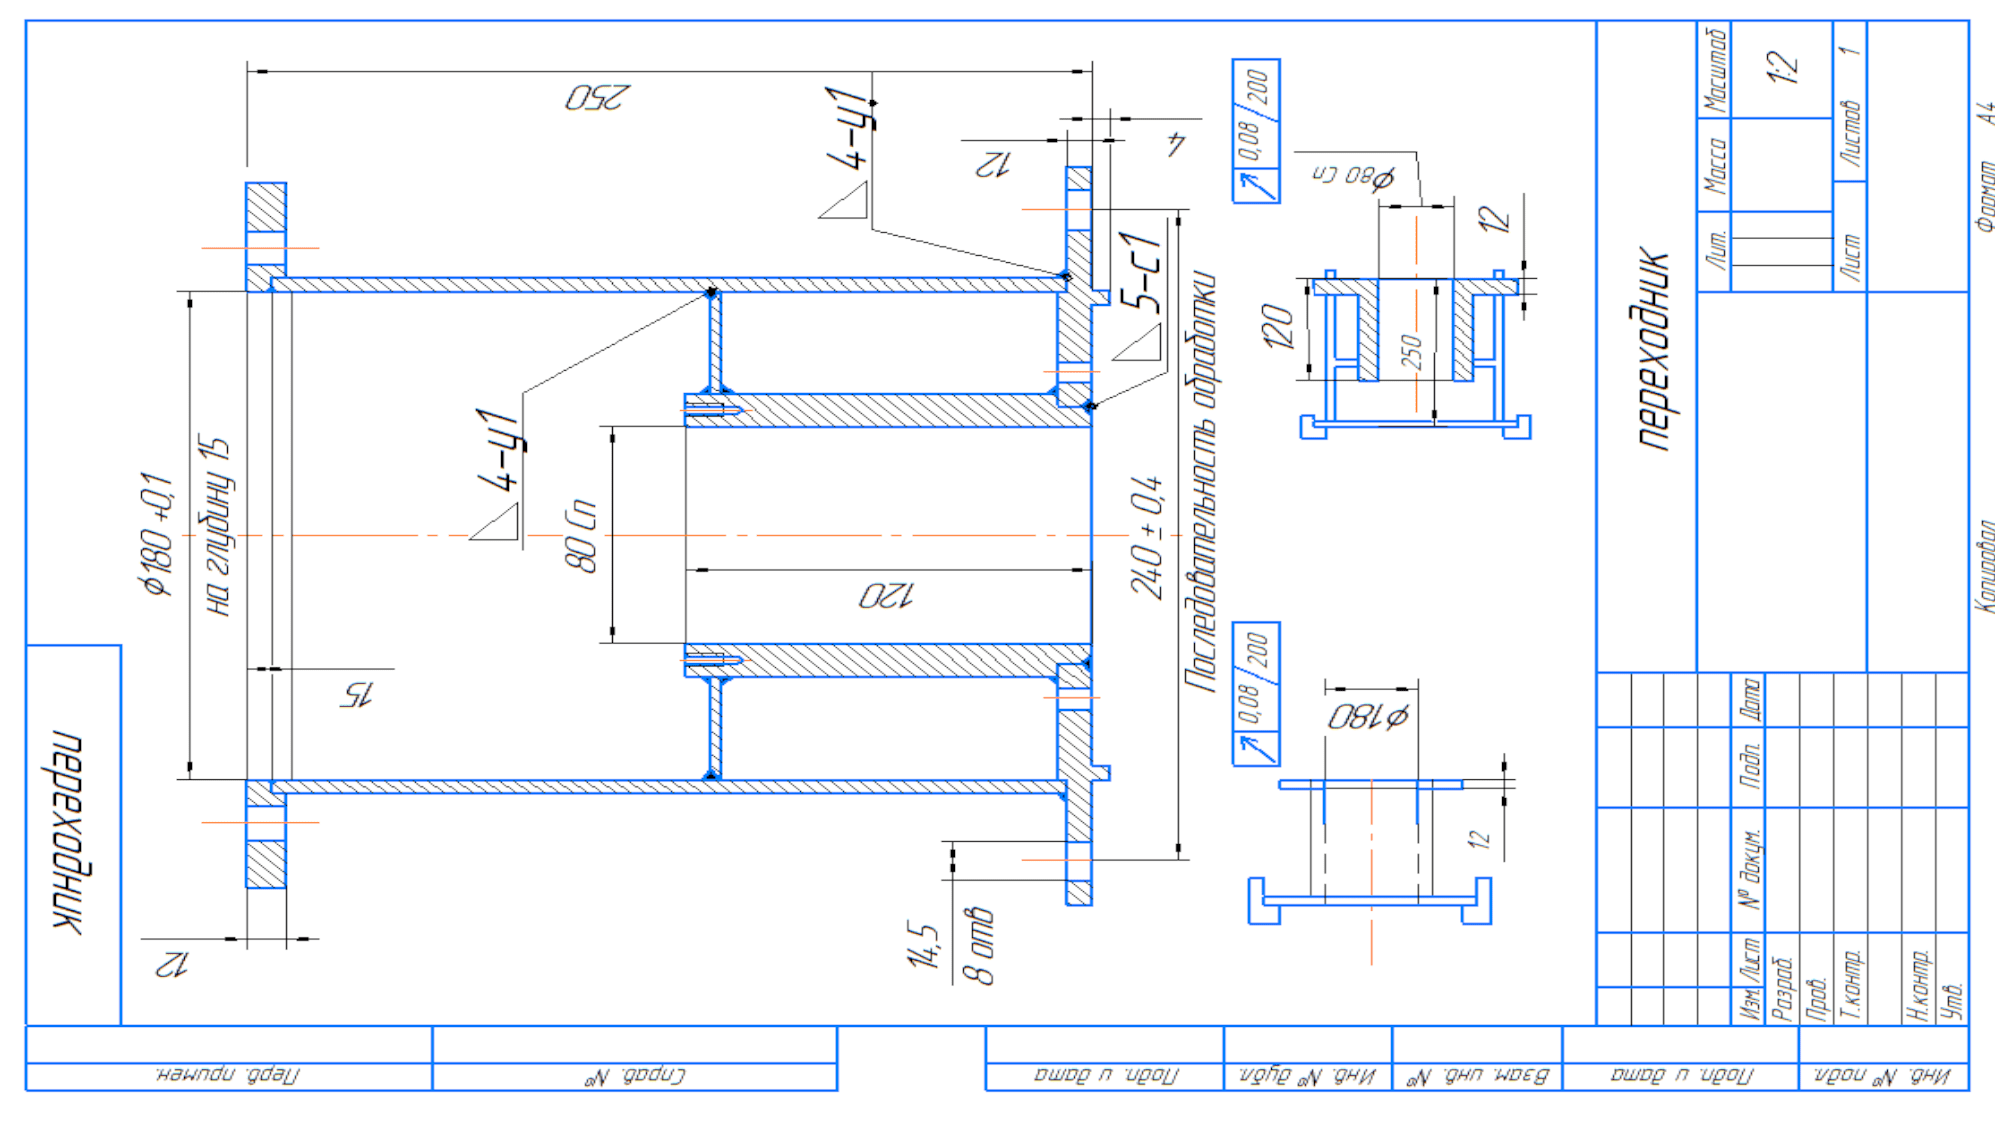 переходник
250
4-у1
12
4
4-у1
5-с1
ϕ180 +0,1
на глубину 15
80 Сп
120
240 ± 0,4
15
12
14,5
8 отв
Последовательность обработки
0,08 / 200
ϕ80 Сп
12
120
250
0,08 / 200
ϕ180
12
переходник
Лит. Масса Масштаб
1:2
Лист Листов 1
Изм. Лист № докум. Подп. Дата
Разраб.
Пров.
Т.контр.
Н.контр.
Утв.
Копировал Формат А4
Перв. примен.
Справ. №
Подп. и дата
Инв. № дубл.
Взам. инв. №
Подп. и дата
Инв. № подл.